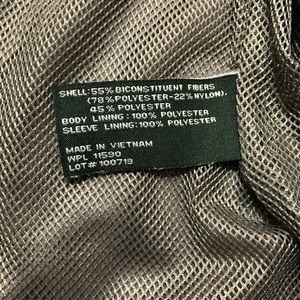 SHELL:55% BICONSTITUENT FIBERS
(78%POLYESTER-22%NYLON),
45% POLYESTER
BODY LINING:100% POLYESTER
SLEEVE LINING:100% POLYESTER
MADE IN VIETNAM
WPL 11590
LOT# 100719